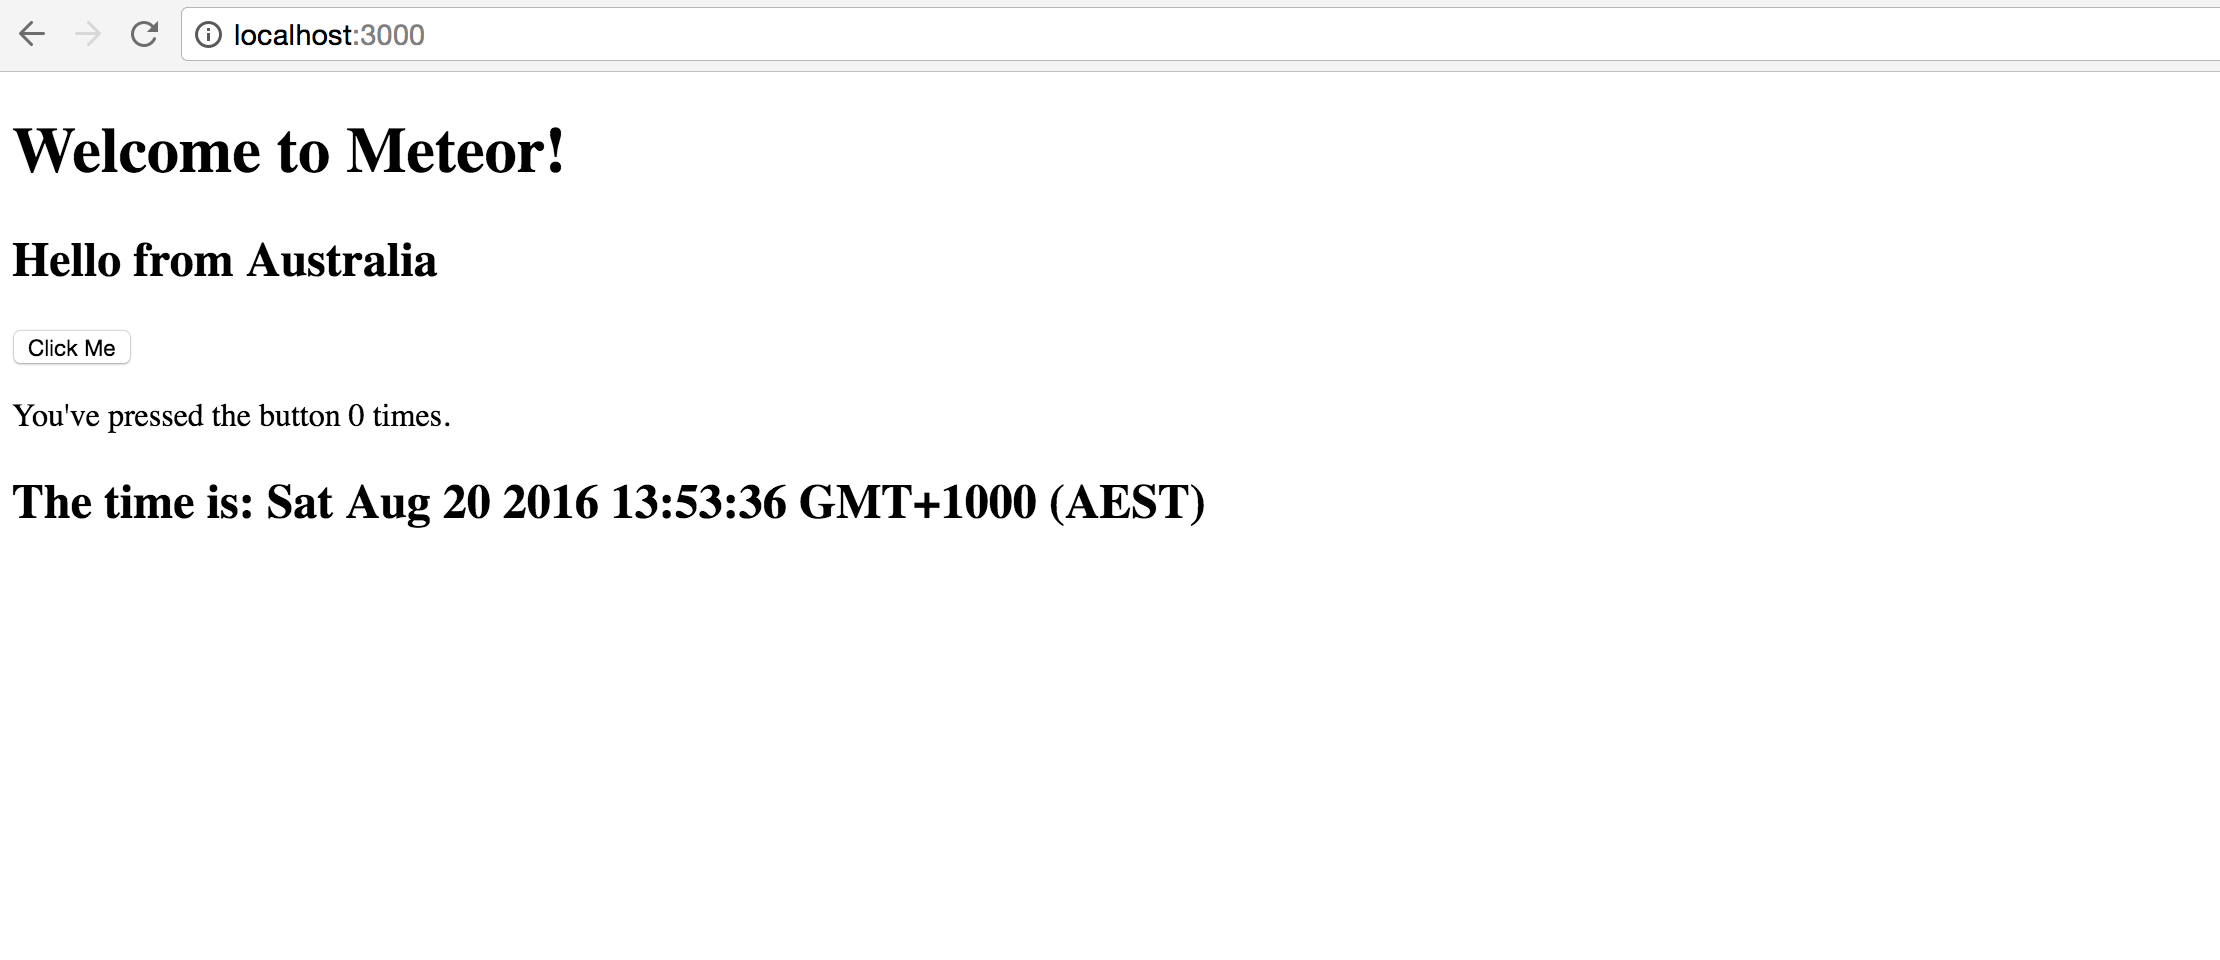 localhost:3000
Welcome to Meteor!
Hello from Australia
Click Me
You've pressed the button 0 times.
The time is: Sat Aug 20 2016 13:53:36 GMT+1000 (AEST)